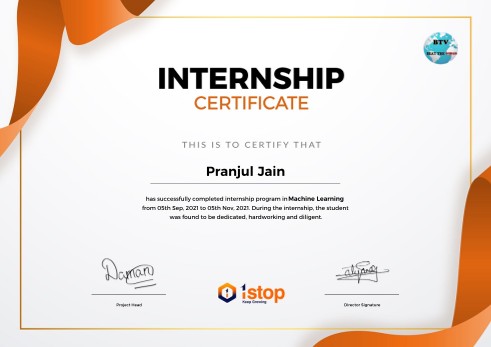 BTV
INTERNSHIP
CERTIFICATE
THIS IS TO CERTIFY THAT
Pranjul Jain
has successfully completed internship program in Machine Learning
from 05th Sep, 2021 to 05th Nov, 2021. During the internship, the student
was found to be dedicated, hardworking and diligent.
Daman
1stop
Keep Growing
Project Head
Director Signature